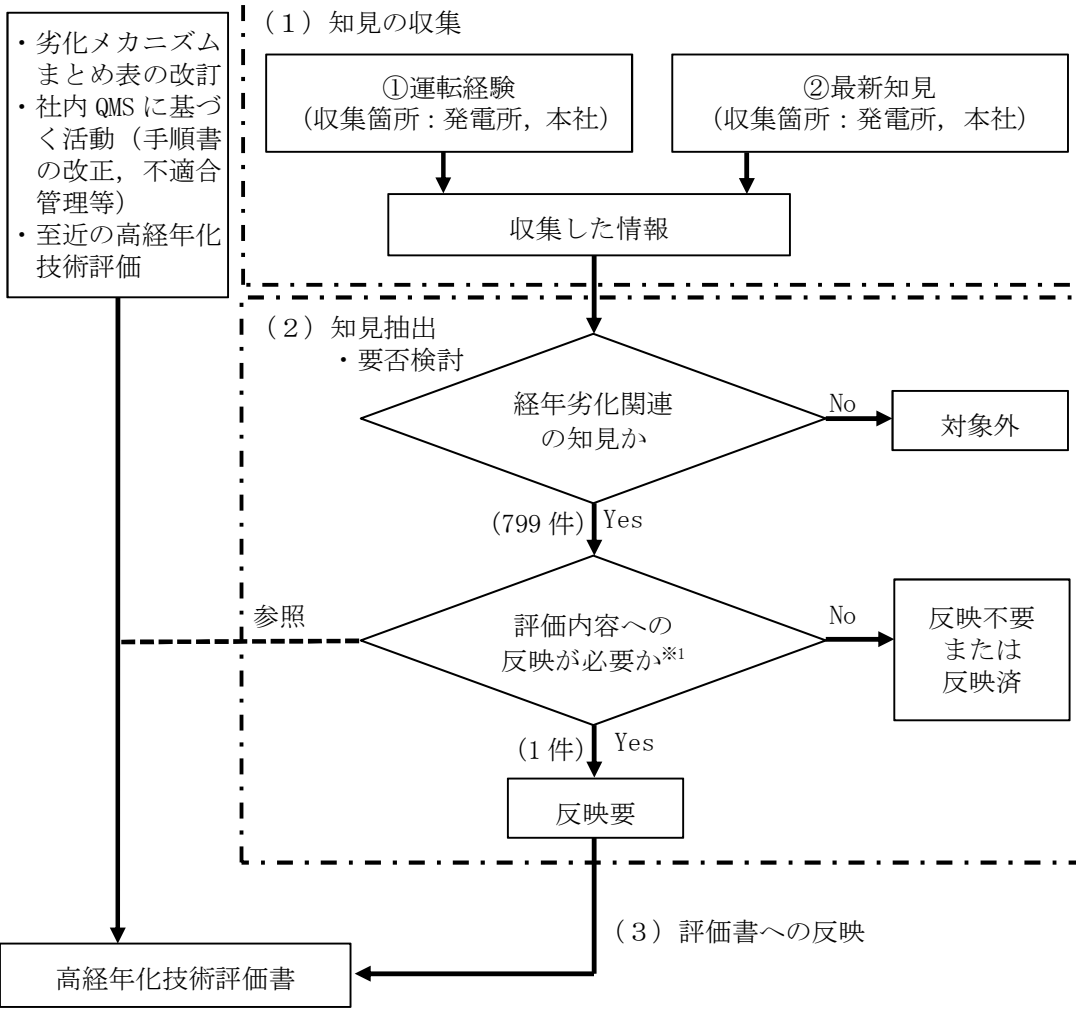 ・劣化メカニズム
まとめ表の改訂
・社内 QMS に基づ
く活動（手順書
の改正，不適合
管理等）
・至近の高経年化
技術評価
（１）知見の収集
①運転経験
（収集箇所：発電所，本社）
②最新知見
（収集箇所：発電所，本社）
収集した情報
（２）知見抽出
・要否検討
経年劣化関連
の知見か
No
対象外
(799 件) Yes
参照
評価内容への
反映が必要か※1
No
反映不要
または
反映済
(1 件) Yes
反映要
（３）評価書への反映
高経年化技術評価書